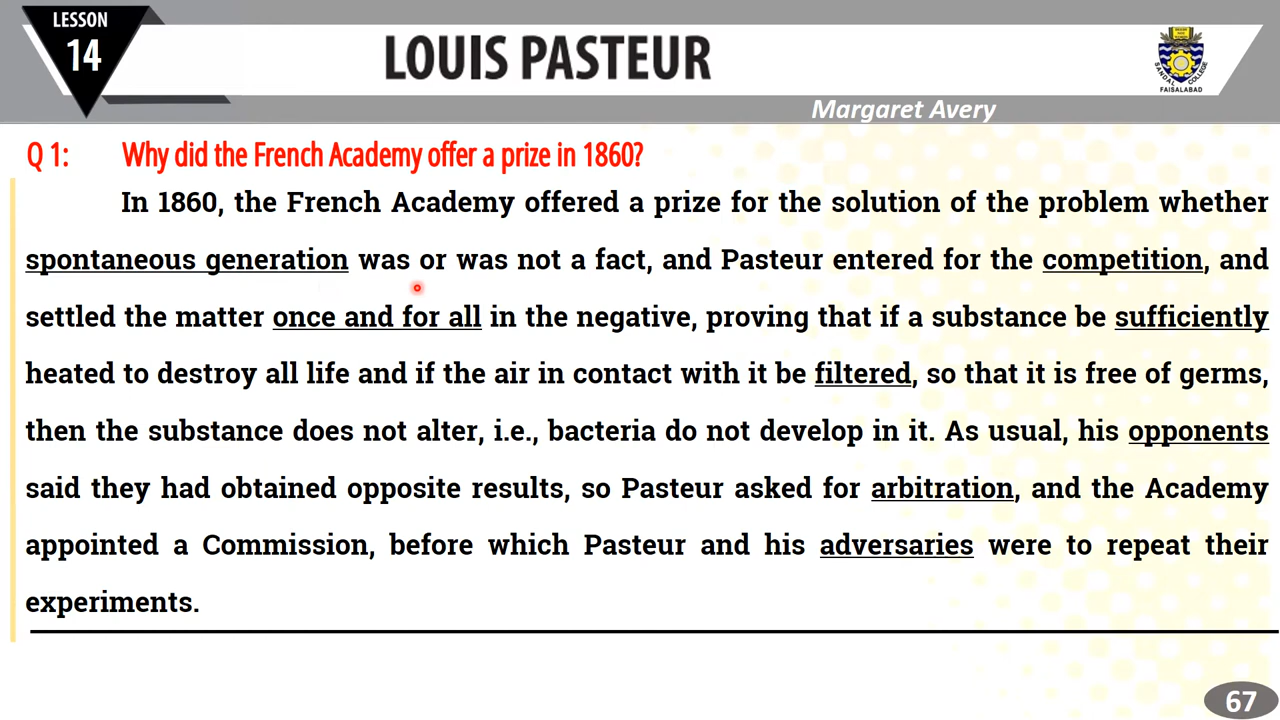 LESSON
14
LOUIS PASTEUR
SANDAL COLLEGE
FAISALABAD
Margaret Avery
Q 1: Why did the French Academy offer a prize in 1860?
In 1860, the French Academy offered a prize for the solution of the problem whether
spontaneous generation was or was not a fact, and Pasteur entered for the competition, and
settled the matter once and for all in the negative, proving that if a substance be sufficiently
heated to destroy all life and if the air in contact with it be filtered, so that it is free of germs,
then the substance does not alter, i.e., bacteria do not develop in it. As usual, his opponents
said they had obtained opposite results, so Pasteur asked for arbitration, and the Academy
appointed a Commission, before which Pasteur and his adversaries were to repeat their
experiments.
67